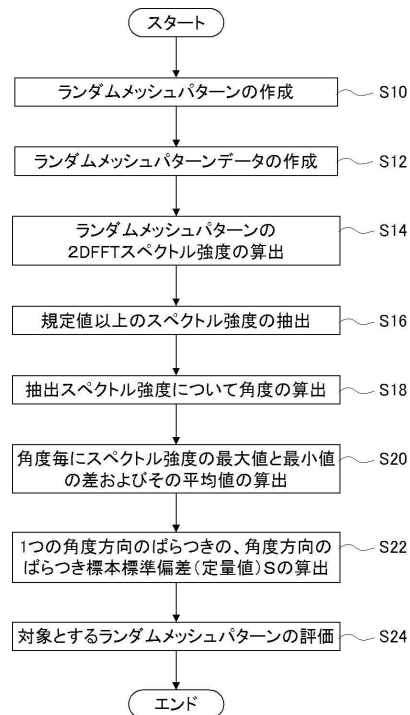 スタート
ランダムメッシュパターンの作成
S10
ランダムメッシュパターンデータの作成
S12
ランダムメッシュパターンの
2DFFTスペクトル強度の算出
S14
規定値以上のスペクトル強度の抽出
S16
抽出スペクトル強度について角度の算出
S18
角度毎にスペクトル強度の最大値と最小値
の差およびその平均値の算出
S20
1つの角度方向のばらつきの、角度方向の
ばらつき標本標準偏差(定量値)Sの算出
S22
対象とするランダムメッシュパターンの評価
S24
エンド